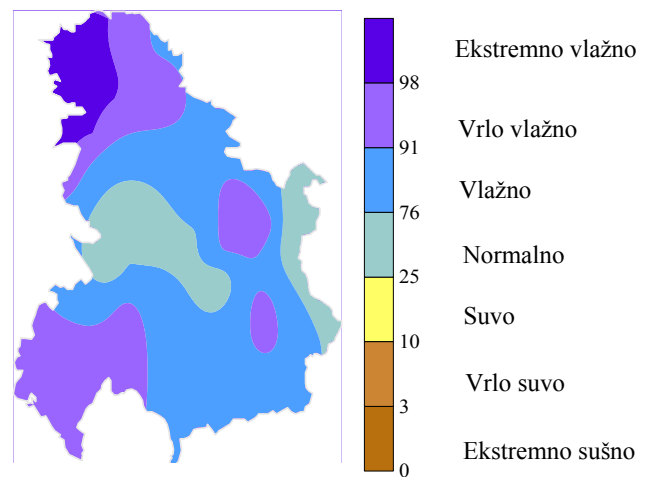 Ekstremno vlažno
98
Vrlo vlažno
91
Vlažno
76
Normalno
25
Suvo
10
Vrlo suvo
3
Ekstremno sušno
0